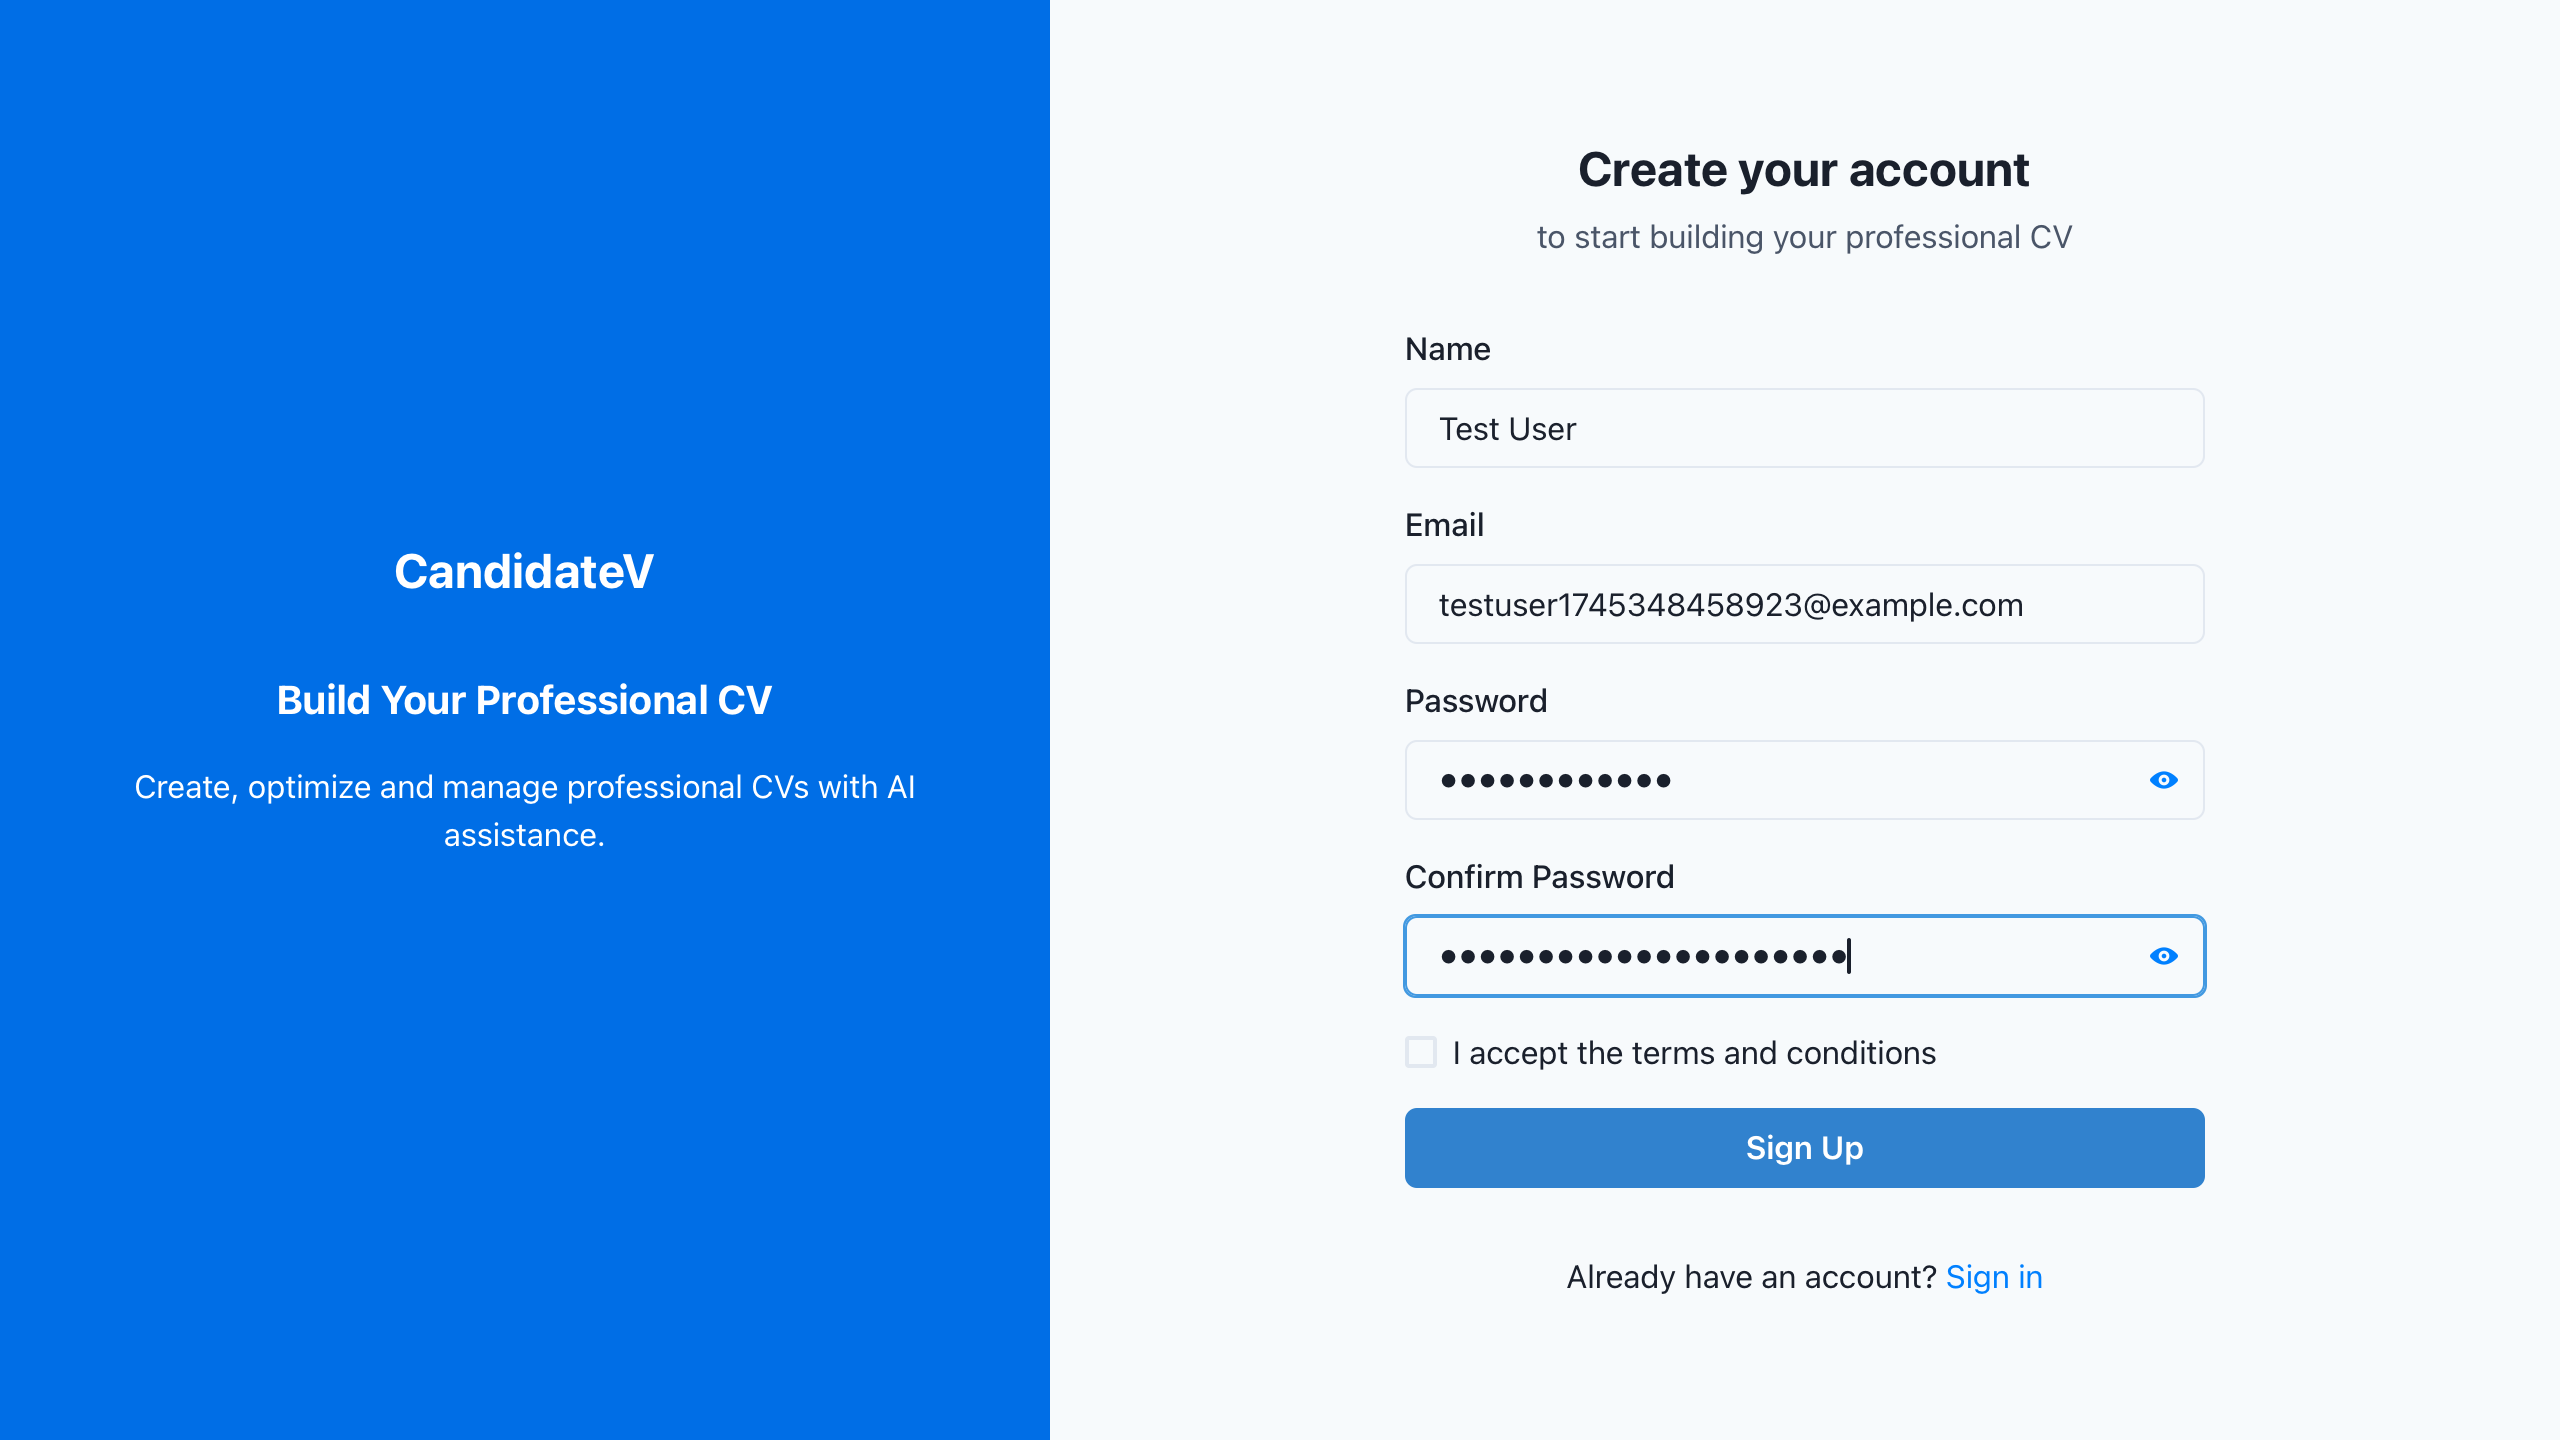 CandidateV
Build Your Professional CV
Create, optimize and manage professional CVs with AI
assistance.
Create your account
to start building your professional CV
Name
Test User
Email
testuser1745348458923@example.com
Password
••••••••••••
Confirm Password
•••••••••••••••••••••
I accept the terms and conditions
Sign Up
Already have an account? Sign in